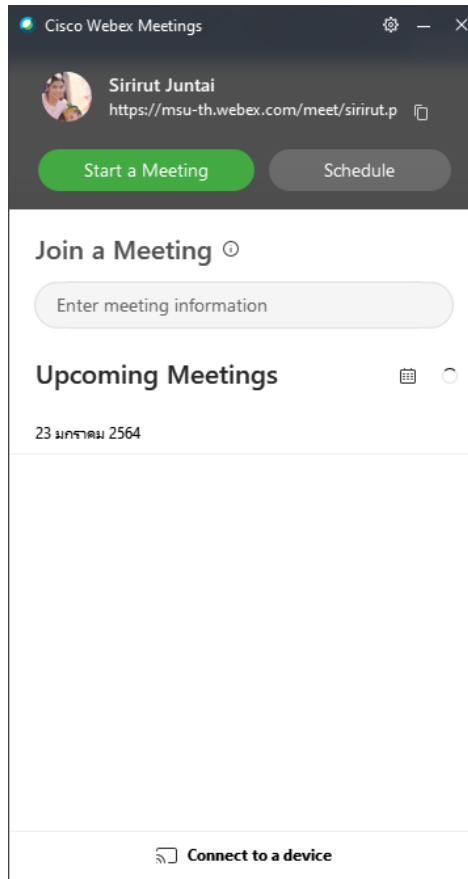 Cisco Webex Meetings
Sirirut Juntai
https://msu-th.webex.com/meet/sirirut.p
Start a Meeting
Schedule
Join a Meeting
Enter meeting information
Upcoming Meetings
23 มกราคม 2564
Connect to a device